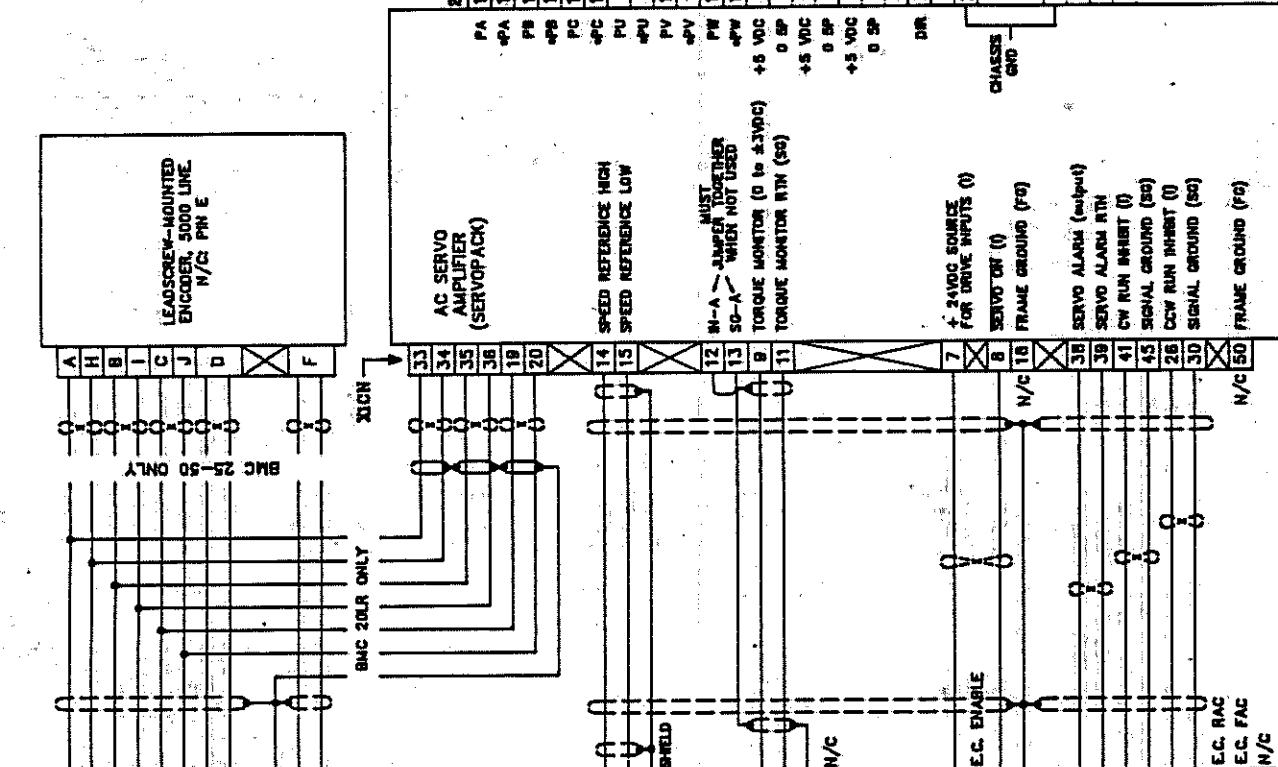 PA
*PA
PB
*PB
PC
*PC
PU
*PU
PV
*PV
PW
*PW
+5 VDC
0 SP
+5 VDC
0 SP
+5 VDC
0 SP
DIR
CHASSIS
GND
LEADSCREW-MOUNTED
ENCODER, 5000 LINE.
N/C: PIN E
AC SERVO
AMPLIFIER
(SERVOPACK)
SPEED REFERENCE HIGH
SPEED REFERENCE LOW
MUST
IN-A JUMPER TOGETHER
SG-A WHEN NOT USED
TORQUE MONITOR (0 to ±3VDC)
TORQUE MONITOR RTN (SG)
+ 24VDC SOURCE
FOR DRIVE INPUTS (I)
SERVO ON (I)
FRAME GROUND (FG)
SERVO ALARM (output)
SERVO ALARM RTN
CW RUN INHIBIT (I)
SIGNAL GROUND (SG)
CCW RUN INHIBIT (I)
SIGNAL GROUND (SG)
FRAME GROUND (FG)
A H B I C J D F
X1CN
33 34 35 36 19 20 14 15 12 13 9 11 7 8 18 38 39 41 45 26 30 50
N/C
N/C
BMC 25-50 ONLY
BMC 20LR ONLY
SHIELD
N/C
E.C. ENABLE
E.C. RAC
E.C. FAC
N/C